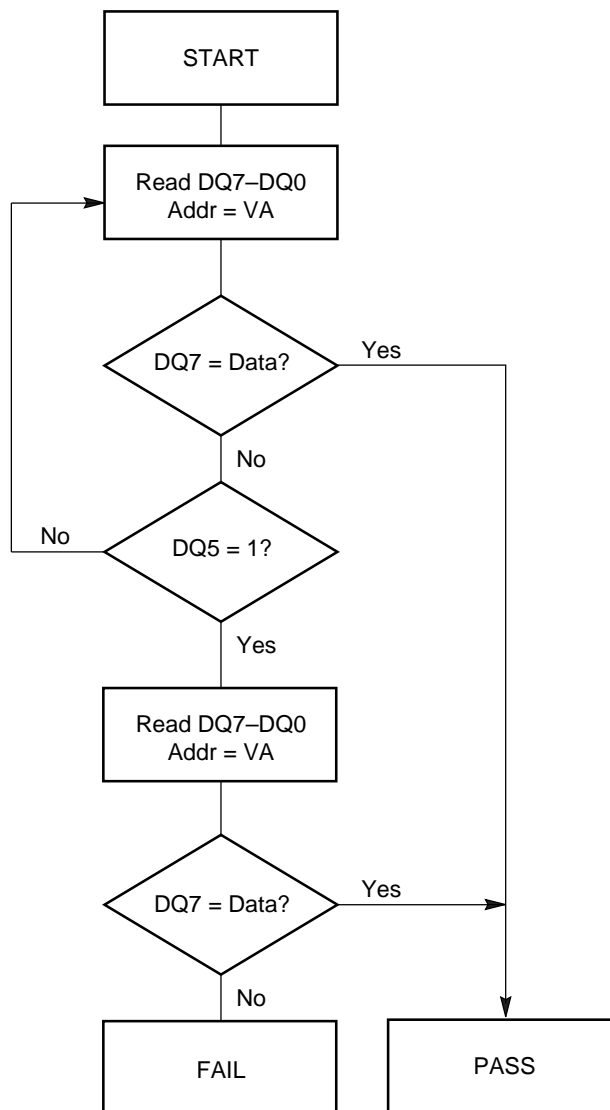 START
Read DQ7–DQ0
Addr = VA
DQ7 = Data?
Yes
No
No
DQ5 = 1?
Yes
Read DQ7–DQ0
Addr = VA
DQ7 = Data?
Yes
No
FAIL
PASS